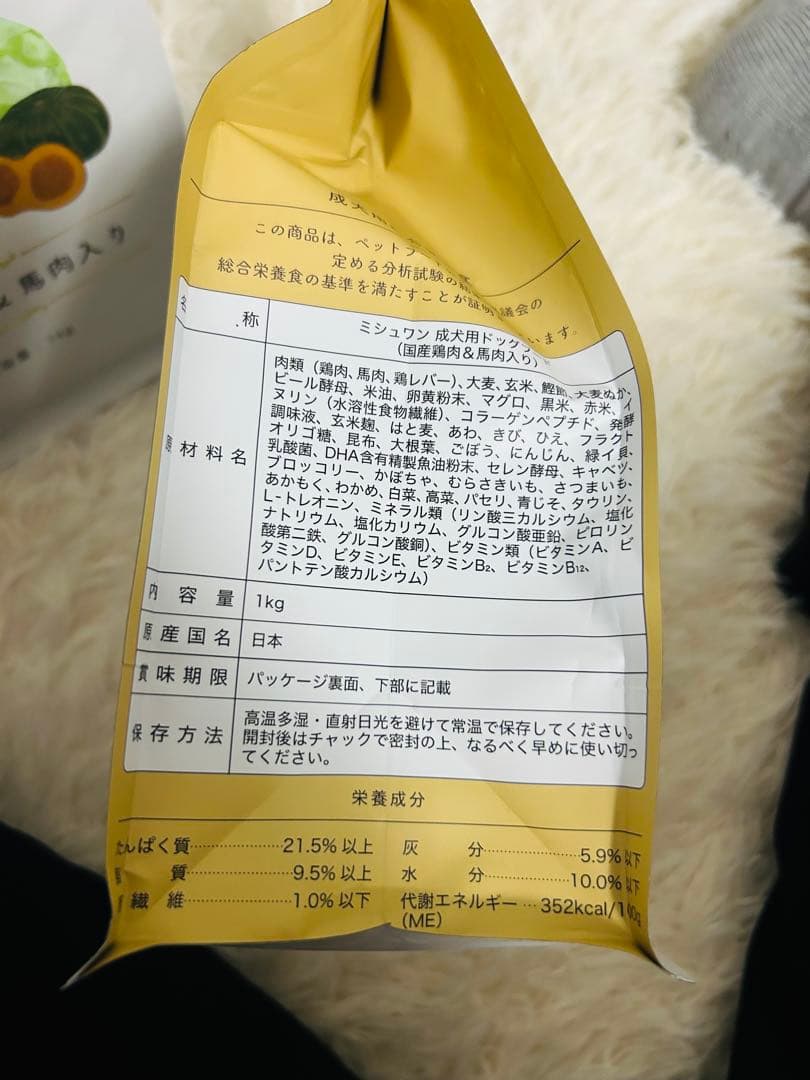 馬肉入り
成犬用
この商品は、ペットフ
定める分析試験の結
議会の
総合栄養食の基準を満たすことが証明
います。
名 称
ミシュワン 成犬用ドッグ
（国産鶏肉＆馬肉入り）
原材料名
肉類（鶏肉、馬肉、鶏レバー）、大麦、玄米、鰹節、大麦ぬか、
ビール酵母、米油、卵黄粉末、マグロ、黒米、赤米、イ
ヌリン（水溶性食物繊維）、コラーゲンペプチド、発酵
調味液、玄米麹、はと麦、あわ、きび、ひえ、フラクト
オリゴ糖、昆布、大根葉、ごぼう、にんじん、緑イ貝、
乳酸菌、DHA含有精製魚油粉末、セレン酵母、キャベツ、
ブロッコリー、かぼちゃ、むらさきいも、さつまいも、
あかもく、わかめ、白菜、高菜、パセリ、青じそ、タウリン、
L-トレオニン、ミネラル類（リン酸三カルシウム、塩化
ナトリウム、塩化カリウム、グルコン酸亜鉛、ピロリン
酸第二鉄、グルコン酸銅）、ビタミン類（ビタミンA、ビ
タミンD、ビタミンE、ビタミンB₂、ビタミンB₁₂、
パントテン酸カルシウム）
内容量 1kg
原産国名 日本
賞味期限 パッケージ裏面、下部に記載
保存方法
高温多湿・直射日光を避けて常温で保存してください。
開封後はチャックで密封の上、なるべく早めに使い切っ
てください。
栄養成分
たんぱく質 21.5%以上 灰分 5.9%以下
質 9.5%以上 水分 10.0%以下
繊維 1.0%以下 代謝エネルギー 352kcal/100g
(ME)